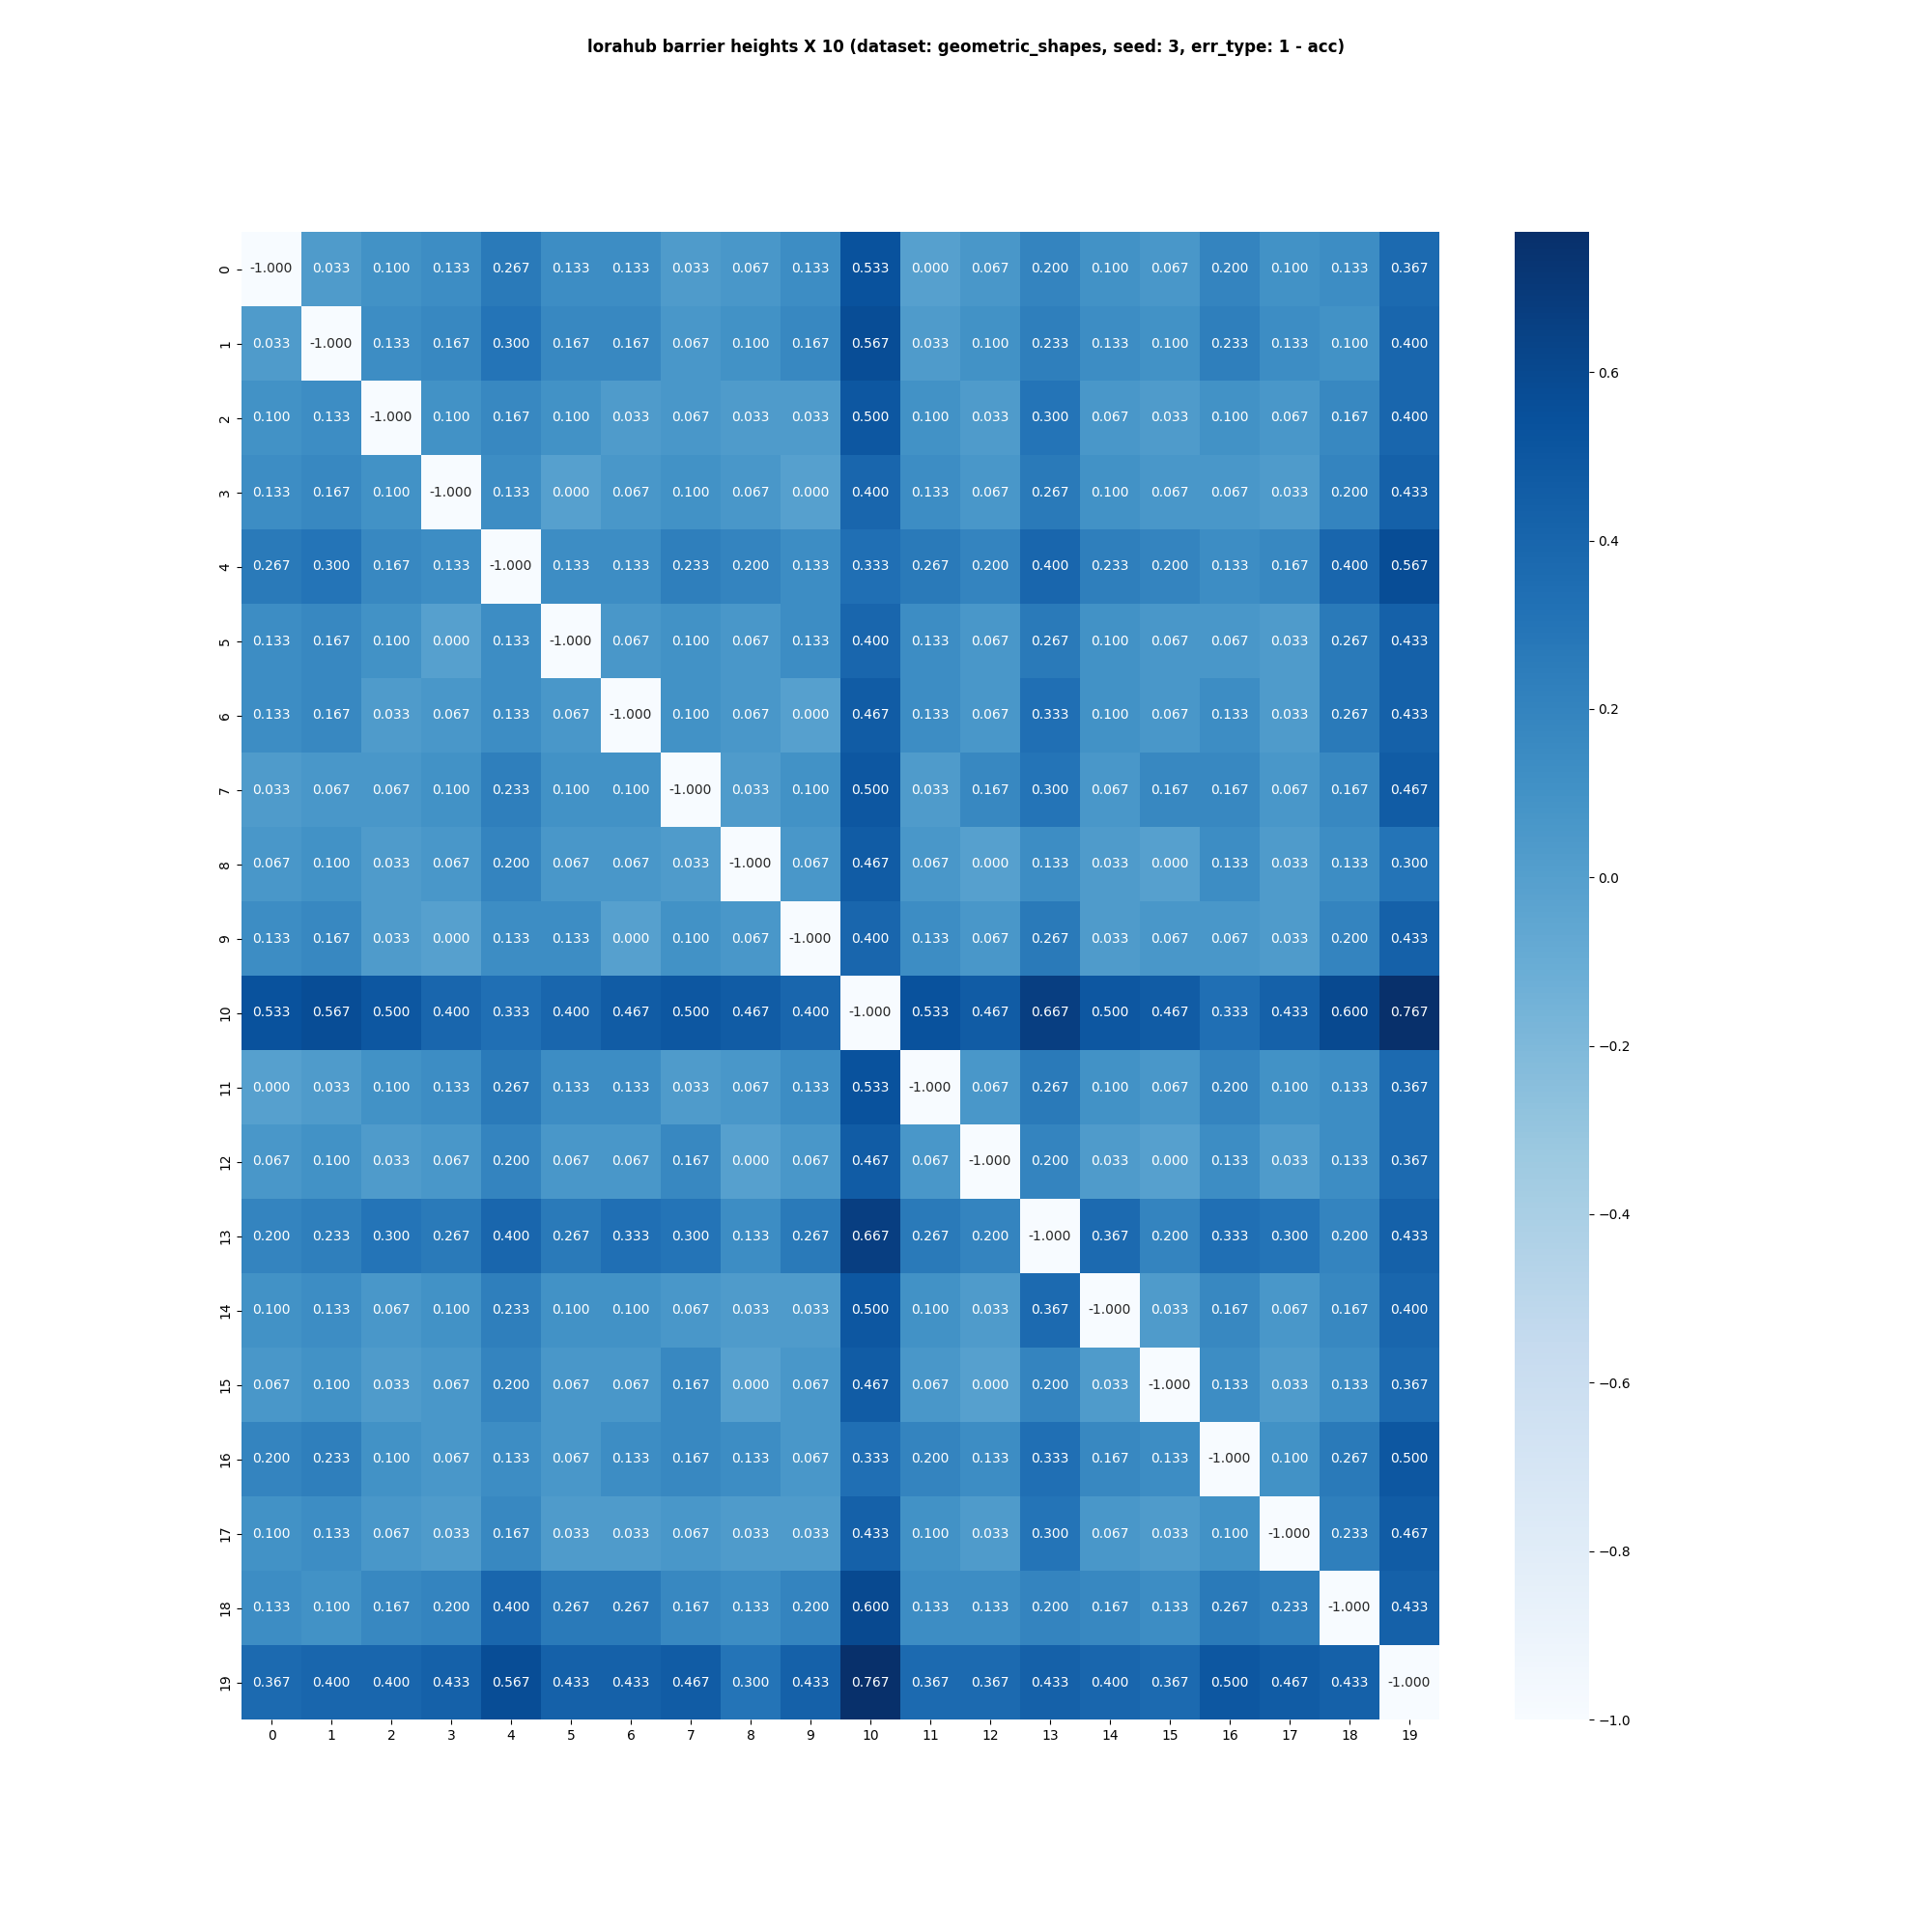 lorahub barrier heights X 10 (dataset: geometric_shapes, seed: 3, err_type: 1 - acc)
0 -1.000 0.033 0.100 0.133 0.267 0.133 0.133 0.033 0.067 0.133 0.533 0.000 0.067 0.200 0.100 0.067 0.200 0.100 0.133 0.367
1 0.033 -1.000 0.133 0.167 0.300 0.167 0.167 0.067 0.100 0.167 0.567 0.033 0.100 0.233 0.133 0.100 0.233 0.133 0.100 0.400
2 0.100 0.133 -1.000 0.100 0.167 0.100 0.033 0.067 0.033 0.033 0.500 0.100 0.033 0.300 0.067 0.033 0.100 0.067 0.167 0.400
3 0.133 0.167 0.100 -1.000 0.133 0.000 0.067 0.100 0.067 0.000 0.400 0.133 0.067 0.267 0.100 0.067 0.067 0.033 0.200 0.433
4 0.267 0.300 0.167 0.133 -1.000 0.133 0.133 0.233 0.200 0.133 0.333 0.267 0.200 0.400 0.233 0.200 0.133 0.167 0.400 0.567
5 0.133 0.167 0.100 0.000 0.133 -1.000 0.067 0.100 0.067 0.133 0.400 0.133 0.067 0.267 0.100 0.067 0.067 0.033 0.267 0.433
6 0.133 0.167 0.033 0.067 0.133 0.067 -1.000 0.100 0.067 0.000 0.467 0.133 0.067 0.333 0.100 0.067 0.133 0.033 0.267 0.433
7 0.033 0.067 0.067 0.100 0.233 0.100 0.100 -1.000 0.033 0.100 0.500 0.033 0.167 0.300 0.067 0.167 0.167 0.067 0.167 0.467
8 0.067 0.100 0.033 0.067 0.200 0.067 0.067 0.033 -1.000 0.067 0.467 0.067 0.000 0.133 0.033 0.000 0.133 0.033 0.133 0.300
9 0.133 0.167 0.033 0.000 0.133 0.133 0.000 0.100 0.067 -1.000 0.400 0.133 0.067 0.267 0.033 0.067 0.067 0.033 0.200 0.433
10 0.533 0.567 0.500 0.400 0.333 0.400 0.467 0.500 0.467 0.400 -1.000 0.533 0.467 0.667 0.500 0.467 0.333 0.433 0.600 0.767
11 0.000 0.033 0.100 0.133 0.267 0.133 0.133 0.033 0.067 0.133 0.533 -1.000 0.067 0.267 0.100 0.067 0.200 0.100 0.133 0.367
12 0.067 0.100 0.033 0.067 0.200 0.067 0.067 0.167 0.000 0.067 0.467 0.067 -1.000 0.200 0.033 0.000 0.133 0.033 0.133 0.367
13 0.200 0.233 0.300 0.267 0.400 0.267 0.333 0.300 0.133 0.267 0.667 0.267 0.200 -1.000 0.367 0.200 0.333 0.300 0.200 0.433
14 0.100 0.133 0.067 0.100 0.233 0.100 0.100 0.067 0.033 0.033 0.500 0.100 0.033 0.367 -1.000 0.033 0.167 0.067 0.167 0.400
15 0.067 0.100 0.033 0.067 0.200 0.067 0.067 0.167 0.000 0.067 0.467 0.067 0.000 0.200 0.033 -1.000 0.133 0.033 0.133 0.367
16 0.200 0.233 0.100 0.067 0.133 0.067 0.133 0.167 0.133 0.067 0.333 0.200 0.133 0.333 0.167 0.133 -1.000 0.100 0.267 0.500
17 0.100 0.133 0.067 0.033 0.167 0.033 0.033 0.067 0.033 0.033 0.433 0.100 0.033 0.300 0.067 0.033 0.100 -1.000 0.233 0.467
18 0.133 0.100 0.167 0.200 0.400 0.267 0.267 0.167 0.133 0.200 0.600 0.133 0.133 0.200 0.167 0.133 0.267 0.233 -1.000 0.433
19 0.367 0.400 0.400 0.433 0.567 0.433 0.433 0.467 0.300 0.433 0.767 0.367 0.367 0.433 0.400 0.367 0.500 0.467 0.433 -1.000
0 1 2 3 4 5 6 7 8 9 10 11 12 13 14 15 16 17 18 19
0.6
0.4
0.2
0.0
−0.2
−0.4
−0.6
−0.8
−1.0